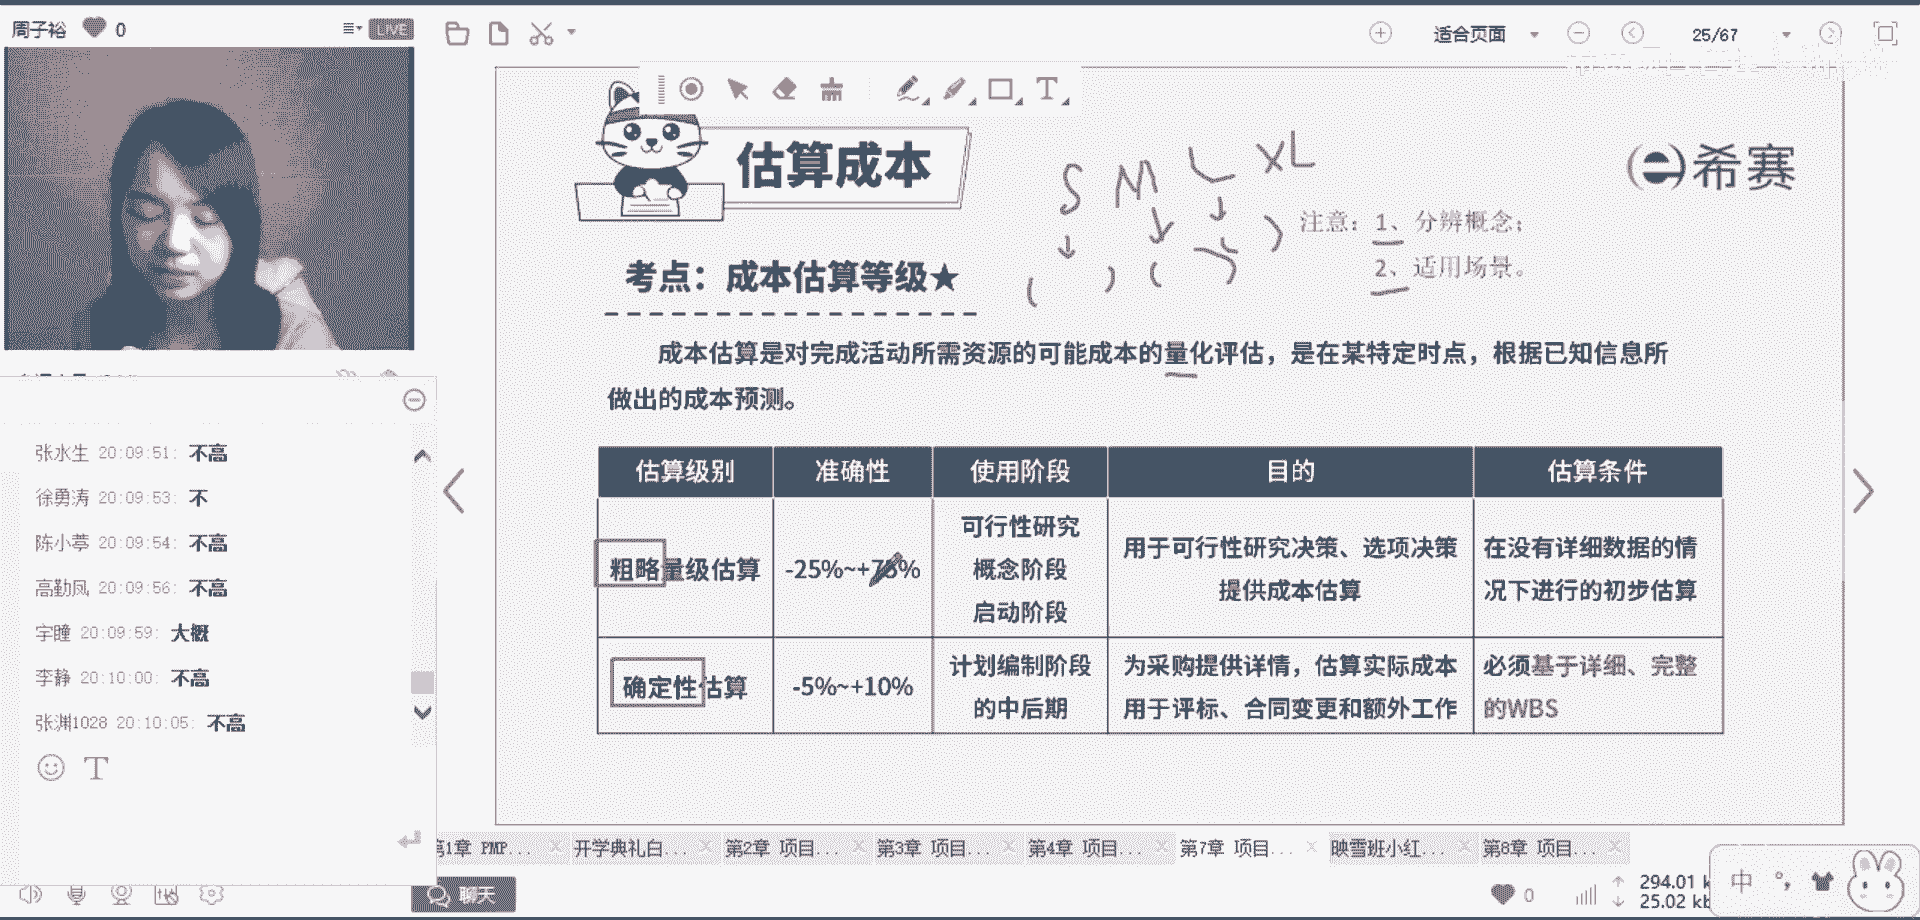 周子裕 0
LIVE
适合页面
25/67
估算成本
S M L XL
希赛
注意：1、分辨概念；
2、适用场景。
考点：成本估算等级★
成本估算是对完成活动所需资源的可能成本的量化评估，是在某特定时点，根据已知信息所
做出的成本预测。
估算级别 准确性 使用阶段 目的 估算条件
粗略量级估算 -25%~+75% 可行性研究
概念阶段
启动阶段 用于可行性研究决策、选项决策
提供成本估算 在没有详细数据的情
况下进行的初步估算
确定性估算 -5%~+10% 计划编制阶段
的中后期 为采购提供详情，估算实际成本
用于评标、合同变更和额外工作 必须基于详细、完整
的WBS
张水生 20:09:51: 不高
徐勇涛 20:09:53: 不
陈小葶 20:09:54: 不高
高勤凤 20:09:56: 不高
宇瞳 20:09:59: 大概
李静 20:10:00: 不高
张渊1028 20:10:05: 不高
第1章 PMP... 开学典礼白... 第2章 项目... 第3章 项目... 第4章 项目... 第7章 项目... 映雪班小红... 第8章 项目...
聊天
0
294.01
25.02
中